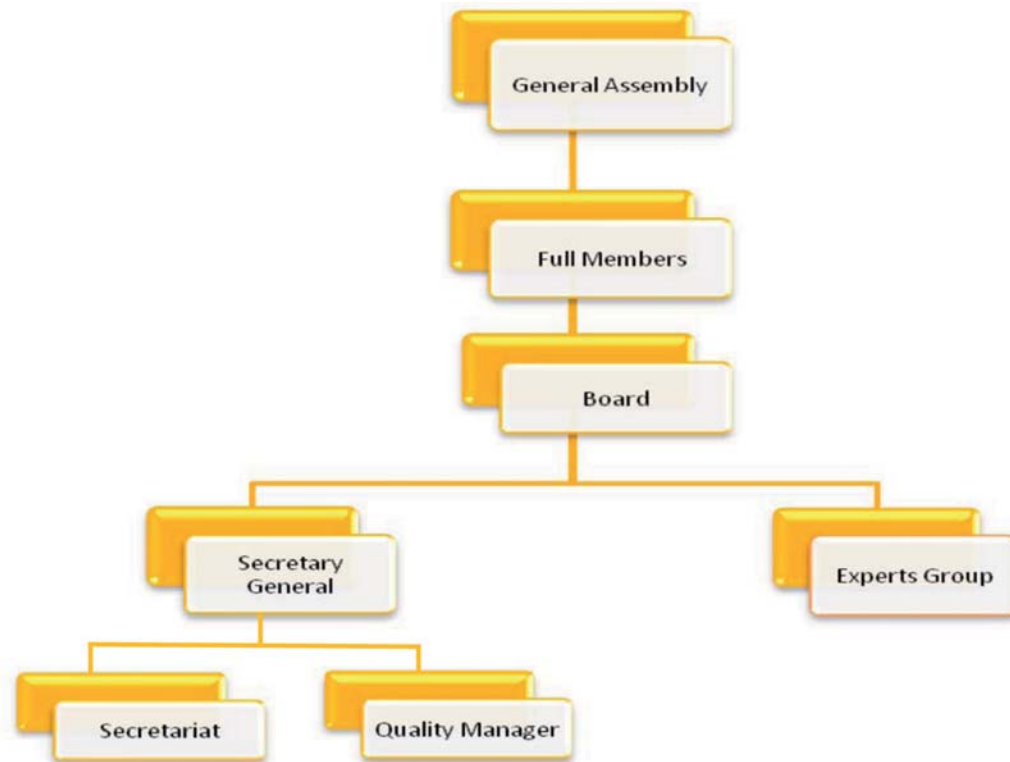 General Assembly
Full Members
Board
Secretary
General
Experts Group
Secretariat
Quality Manager